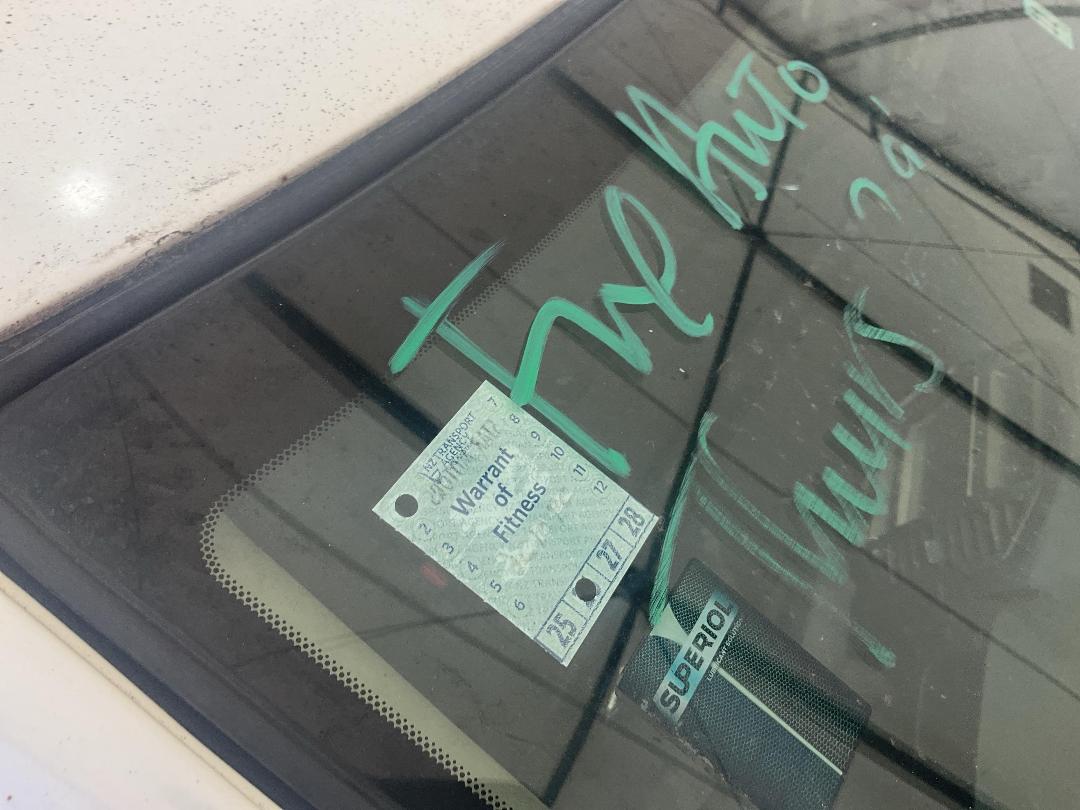 The Auto
Thurs
NZ TRANSPORT
AGENCY
Warrant
of
Fitness
2
3
4
5
6
7
8
9
10
11
12
25
27
28
SUPERIOL